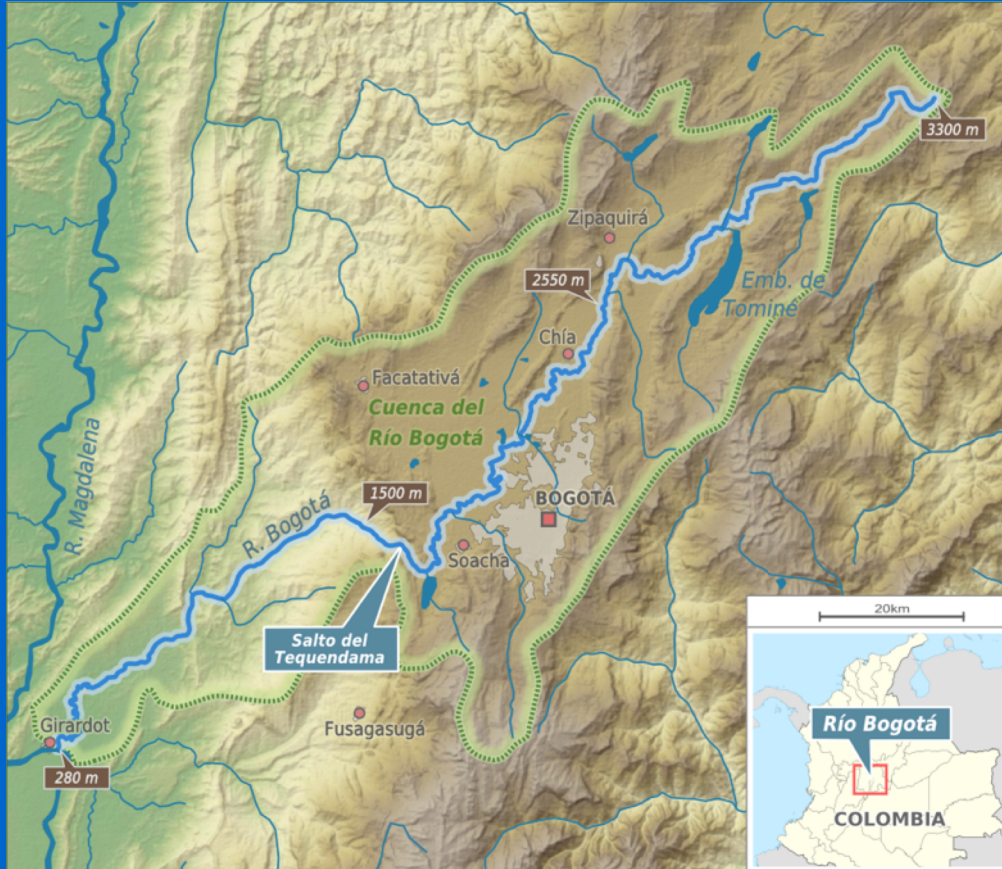 3300 m
Zipaquirá
2550 m
Emb. de
Tominé
Chía
Facatativá
Cuenca del
Río Bogotá
R. Magdalena
1500 m
R. Bogotá
BOGOTÁ
Soacha
Salto del
Tequendama
Fusagasugá
Girardot
280 m
20km
Río Bogotá
COLOMBIA